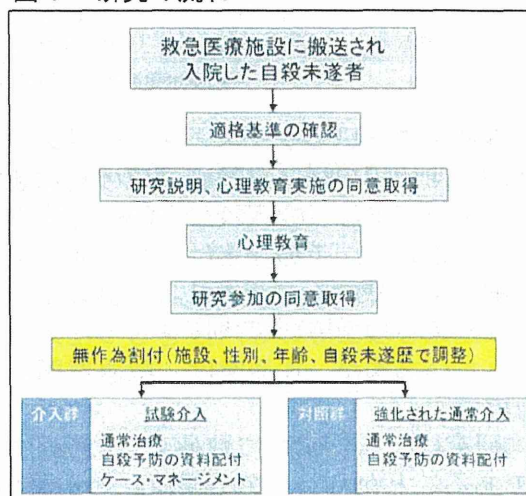 救急医療施設に搬送され
入院した自殺未遂者
適格基準の確認
研究説明、心理教育実施の同意取得
心理教育
研究参加の同意取得
無作為割付(施設、性別、年齢、自殺未遂歴で調整)
介入群
試験介入
通常治療
自殺予防の資料配付
ケース・マネージメント
対照群
強化された通常介入
通常治療
自殺予防の資料配付